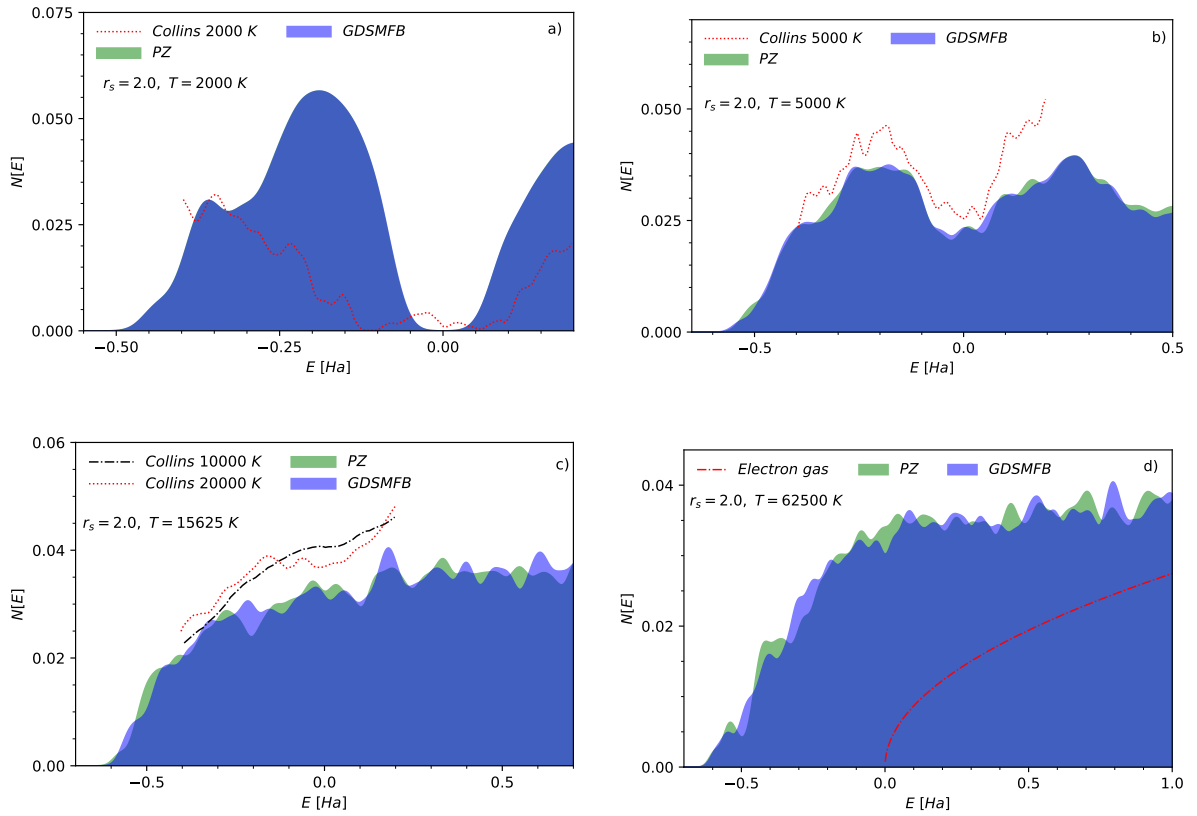 a)
Collins 2000 K
GDSMFB
PZ
r_s = 2.0, T = 2000 K
N[E]
0.075
0.050
0.025
0.000
−0.50
−0.25
0.00
E [Ha]
b)
Collins 5000 K
GDSMFB
PZ
r_s = 2.0, T = 5000 K
N[E]
0.050
0.025
0.000
−0.5
0.0
0.5
E [Ha]
c)
Collins 10000 K
PZ
Collins 20000 K
GDSMFB
r_s = 2.0, T = 15625 K
N[E]
0.06
0.04
0.02
0.00
−0.5
0.0
0.5
E [Ha]
d)
Electron gas
PZ
GDSMFB
r_s = 2.0, T = 62500 K
N[E]
0.04
0.02
0.00
−0.5
0.0
0.5
1.0
E [Ha]